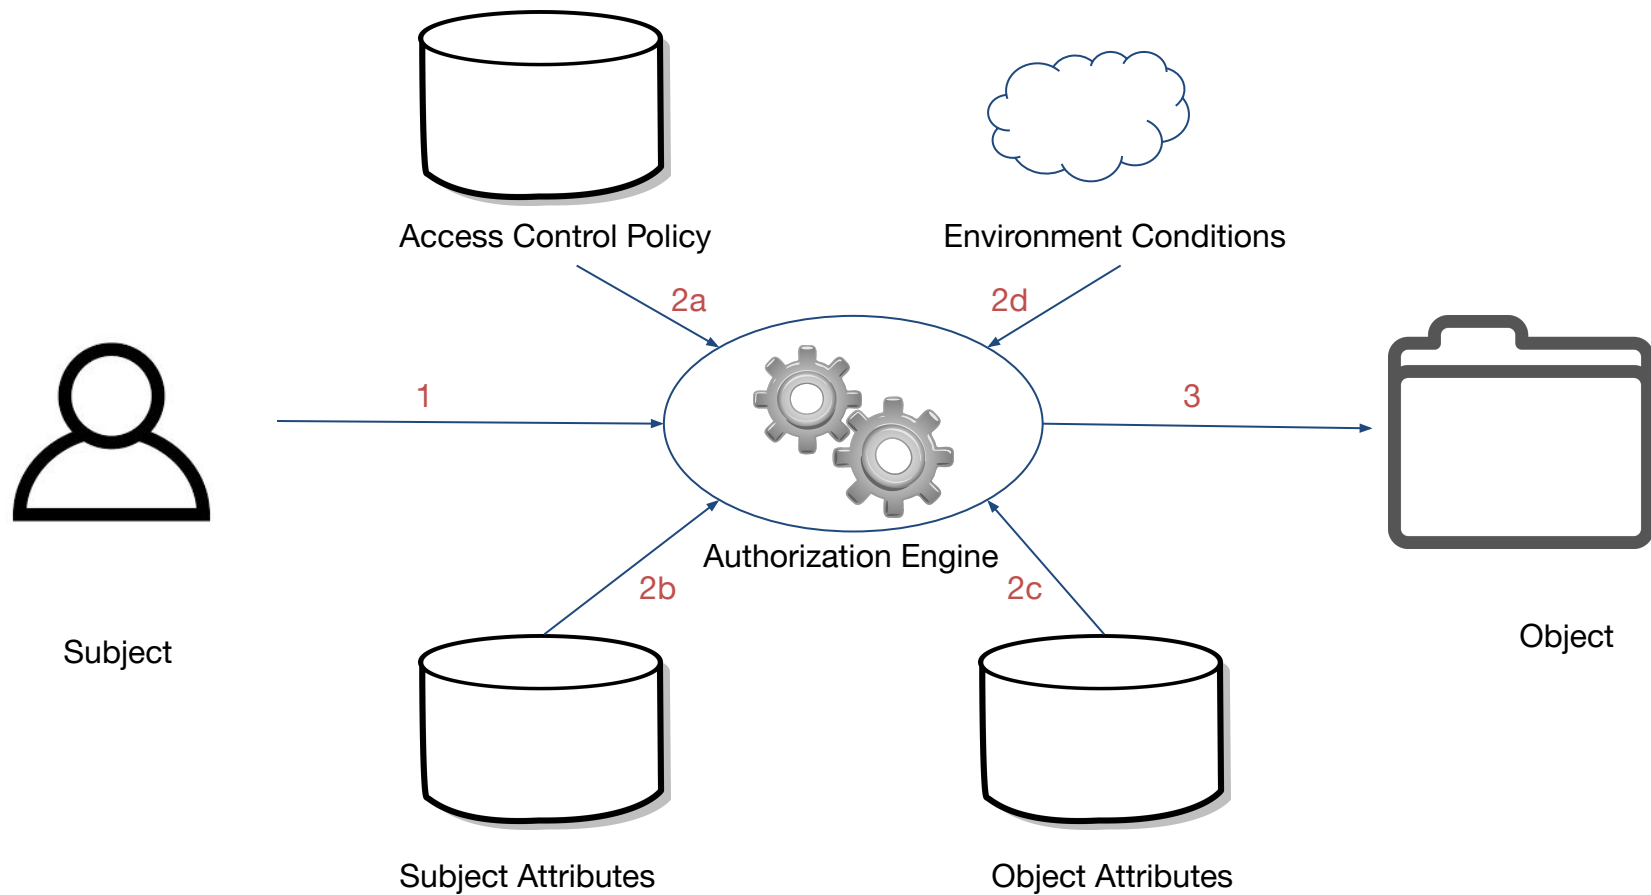 Access Control Policy
Environment Conditions
2a
2d
1
3
Authorization Engine
2b
2c
Subject
Object
Subject Attributes
Object Attributes